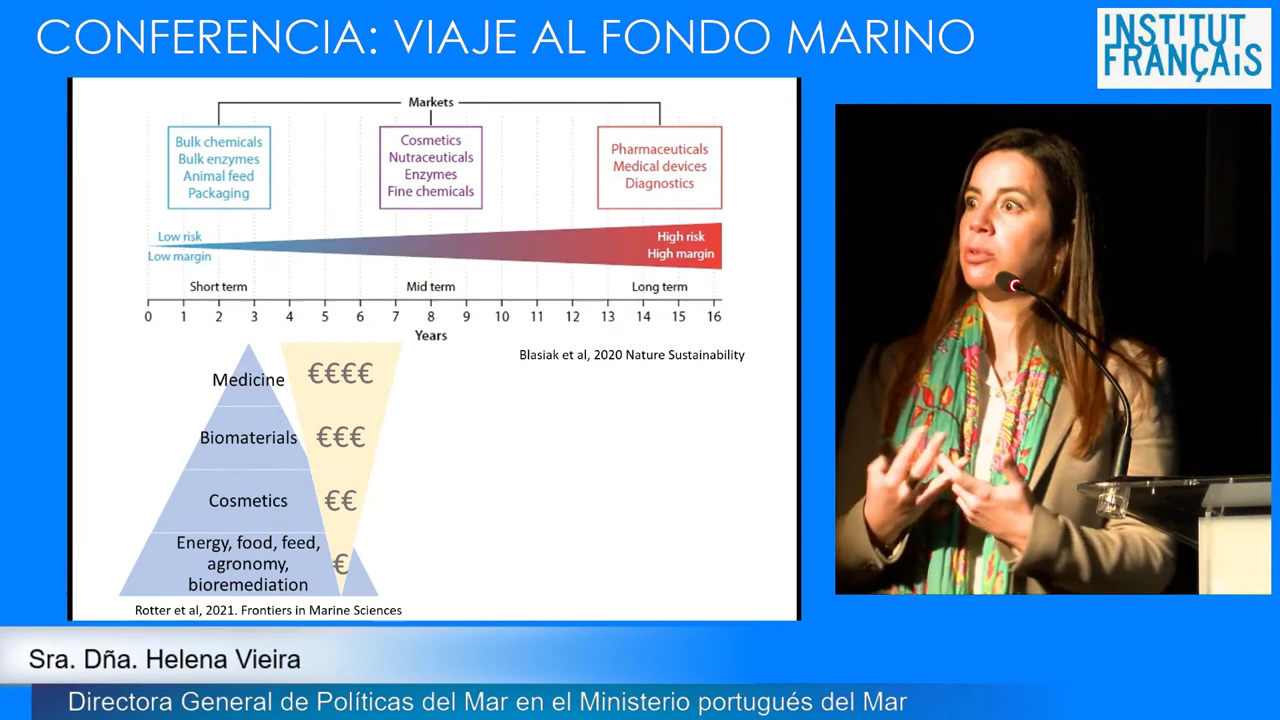 CONFERENCIA: VIAJE AL FONDO MARINO
INSTITUT
FRANÇAIS
Markets
Bulk chemicals
Bulk enzymes
Animal feed
Packaging
Cosmetics
Nutraceuticals
Enzymes
Fine chemicals
Pharmaceuticals
Medical devices
Diagnostics
Low risk
Low margin
High risk
High margin
Short term
Mid term
Long term
0 1 2 3 4 5 6 7 8 9 10 11 12 13 14 15 16
Years
Blasiak et al, 2020 Nature Sustainability
Medicine
€€€€
Biomaterials
€€€
Cosmetics
€€
Energy, food, feed,
agronomy,
bioremediation
€
Rotter et al, 2021. Frontiers in Marine Sciences
Sra. Dña. Helena Vieira
Directora General de Políticas del Mar en el Ministerio portugués del Mar